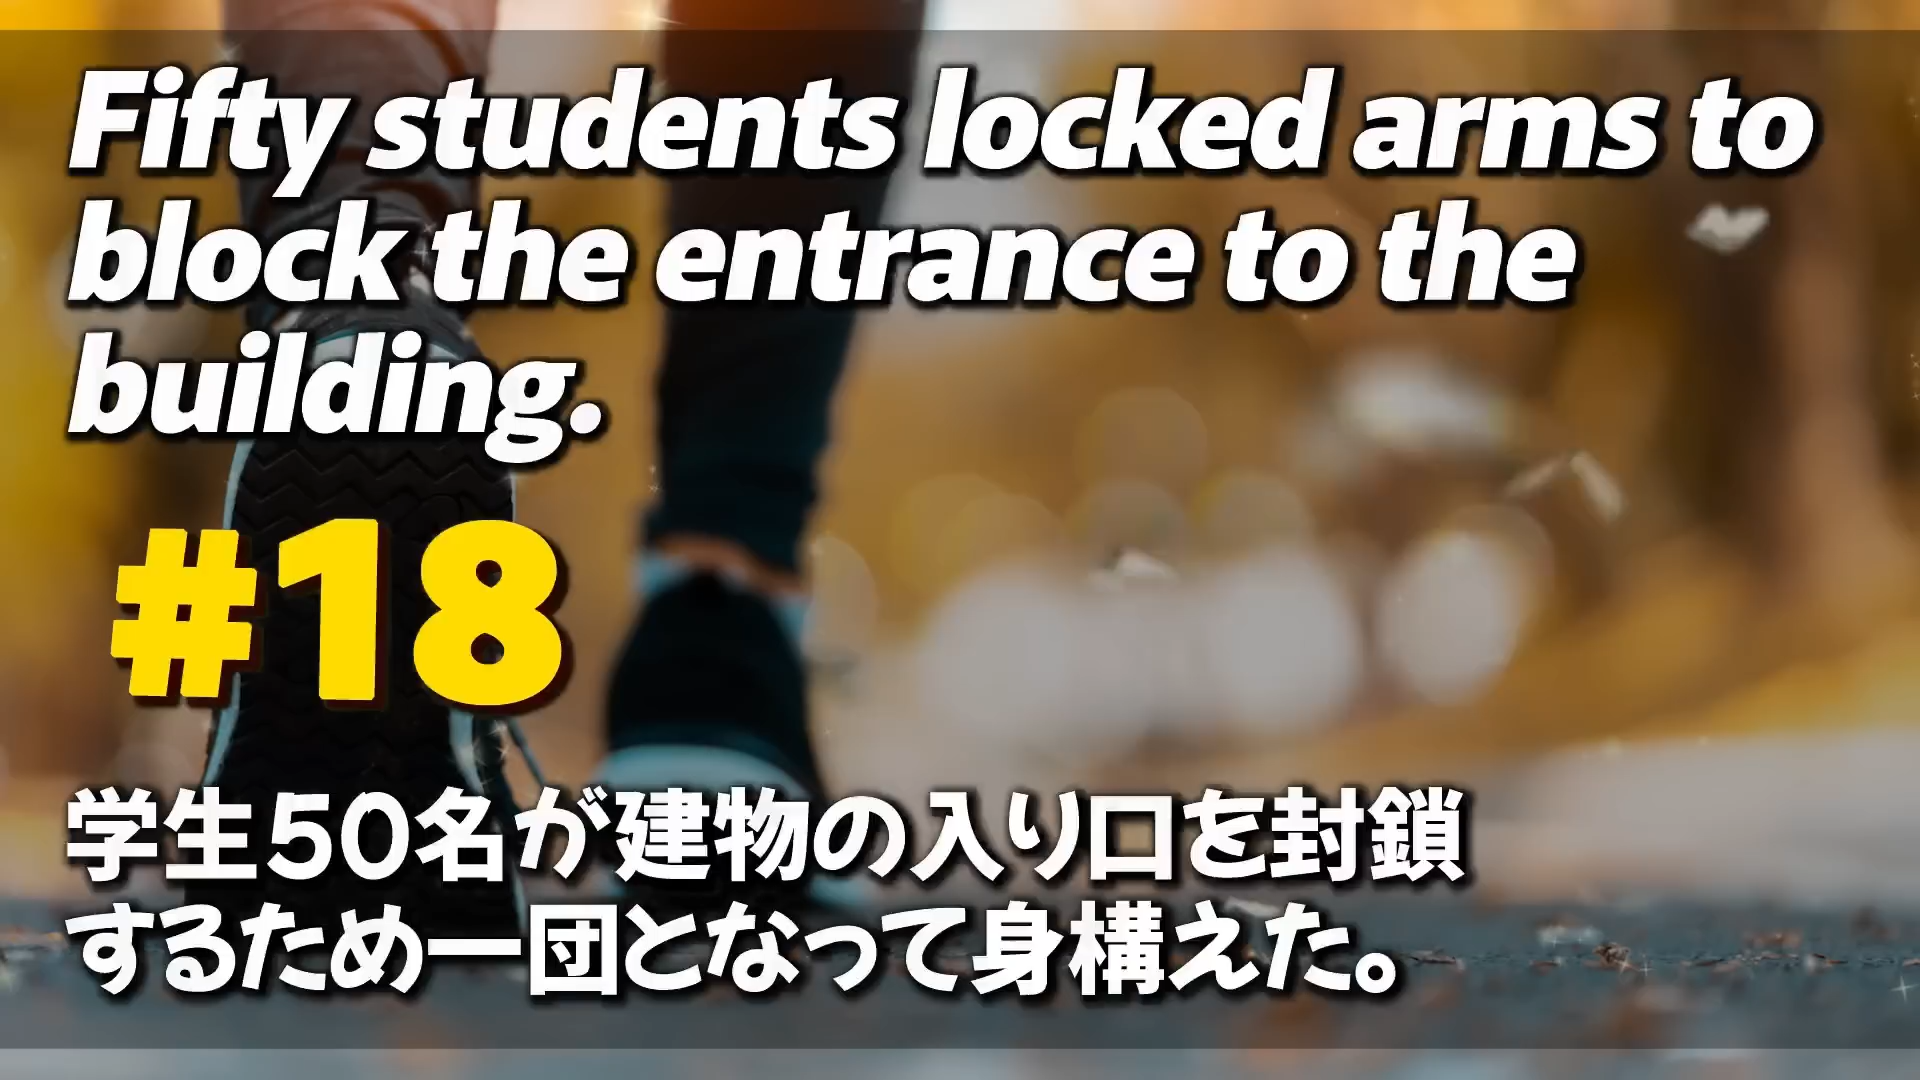 Fifty students locked arms to
block the entrance to the
building.
#18
学生50名が建物の入り口を封鎖
するため一団となって身構えた。